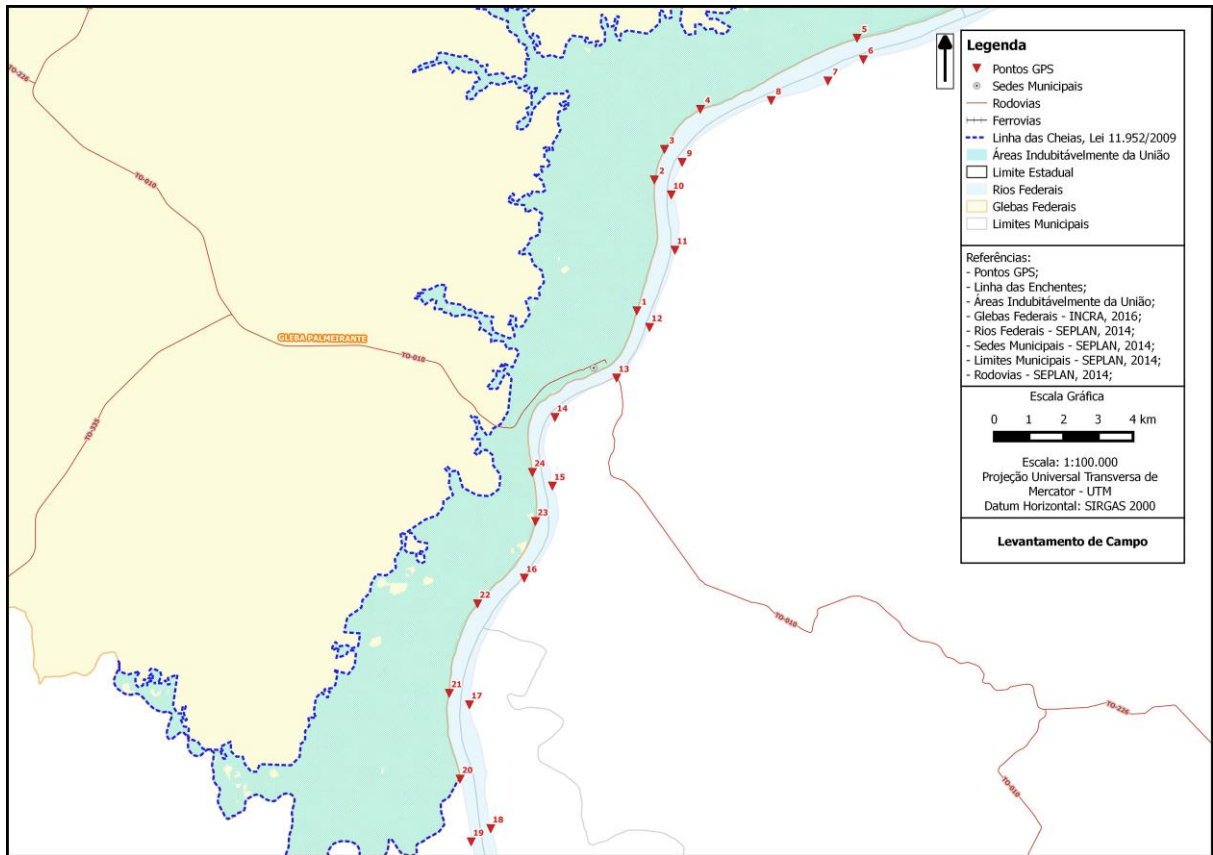 TO-226
TO-010
TO-335
GLEBA PALMEIRANTE
TO-010
5
6
7
8
4
3
9
2
10
11
1
12
13
14
24
15
23
16
22
21
17
20
18
19
TO-010
TO-226
TO-010
Legenda
Pontos GPS
Sedes Municipais
Rodovias
Ferrovias
Linha das Cheias, Lei 11.952/2009
Áreas Indubitávelmente da União
Limite Estadual
Rios Federais
Glebas Federais
Limites Municipais
Referências:
- Pontos GPS;
- Linha das Enchentes;
- Áreas Indubitávelmente da União;
- Glebas Federais - INCRA, 2016;
- Rios Federais - SEPLAN, 2014;
- Sedes Municipais - SEPLAN, 2014;
- Limites Municipais - SEPLAN, 2014;
- Rodovias - SEPLAN, 2014;
Escala Gráfica
0 1 2 3 4 km
Escala: 1:100.000
Projeção Universal Transversa de
Mercator - UTM
Datum Horizontal: SIRGAS 2000
Levantamento de Campo